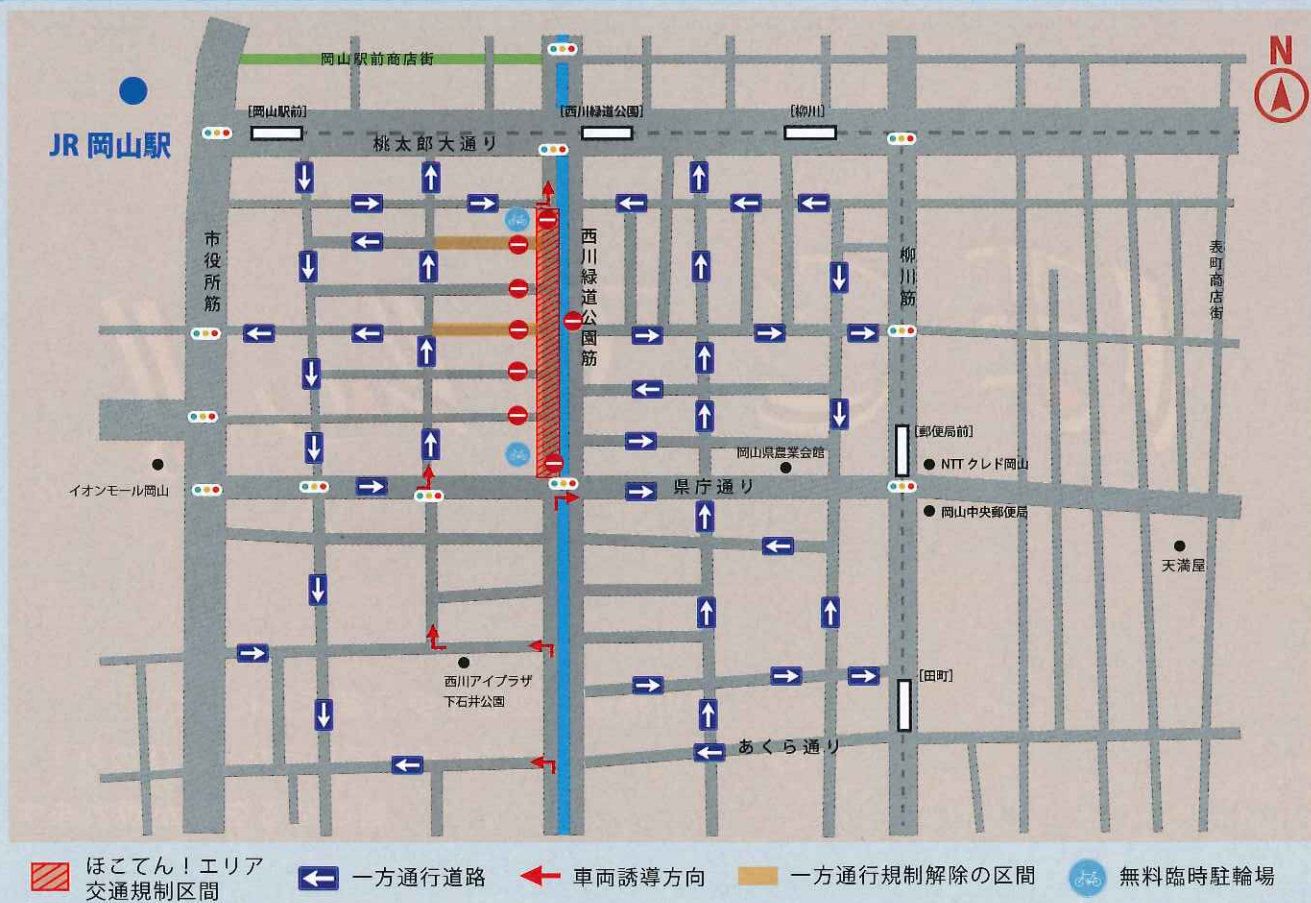 岡山駅前商店街
N
[岡山駅前]
[西川緑道公園]
[柳川]
JR 岡山駅
桃太郎大通り
市役所筋
西川緑道公園筋
柳川筋
表町商店街
[郵便局前]
岡山県農業会館
NTT クレド岡山
イオンモール岡山
県庁通り
岡山中央郵便局
天満屋
西川アイプラザ
下石井公園
[田町]
あくら通り
ほこてん！エリア
交通規制区間
一方通行道路
車両誘導方向
一方通行規制解除の区間
無料臨時駐輪場